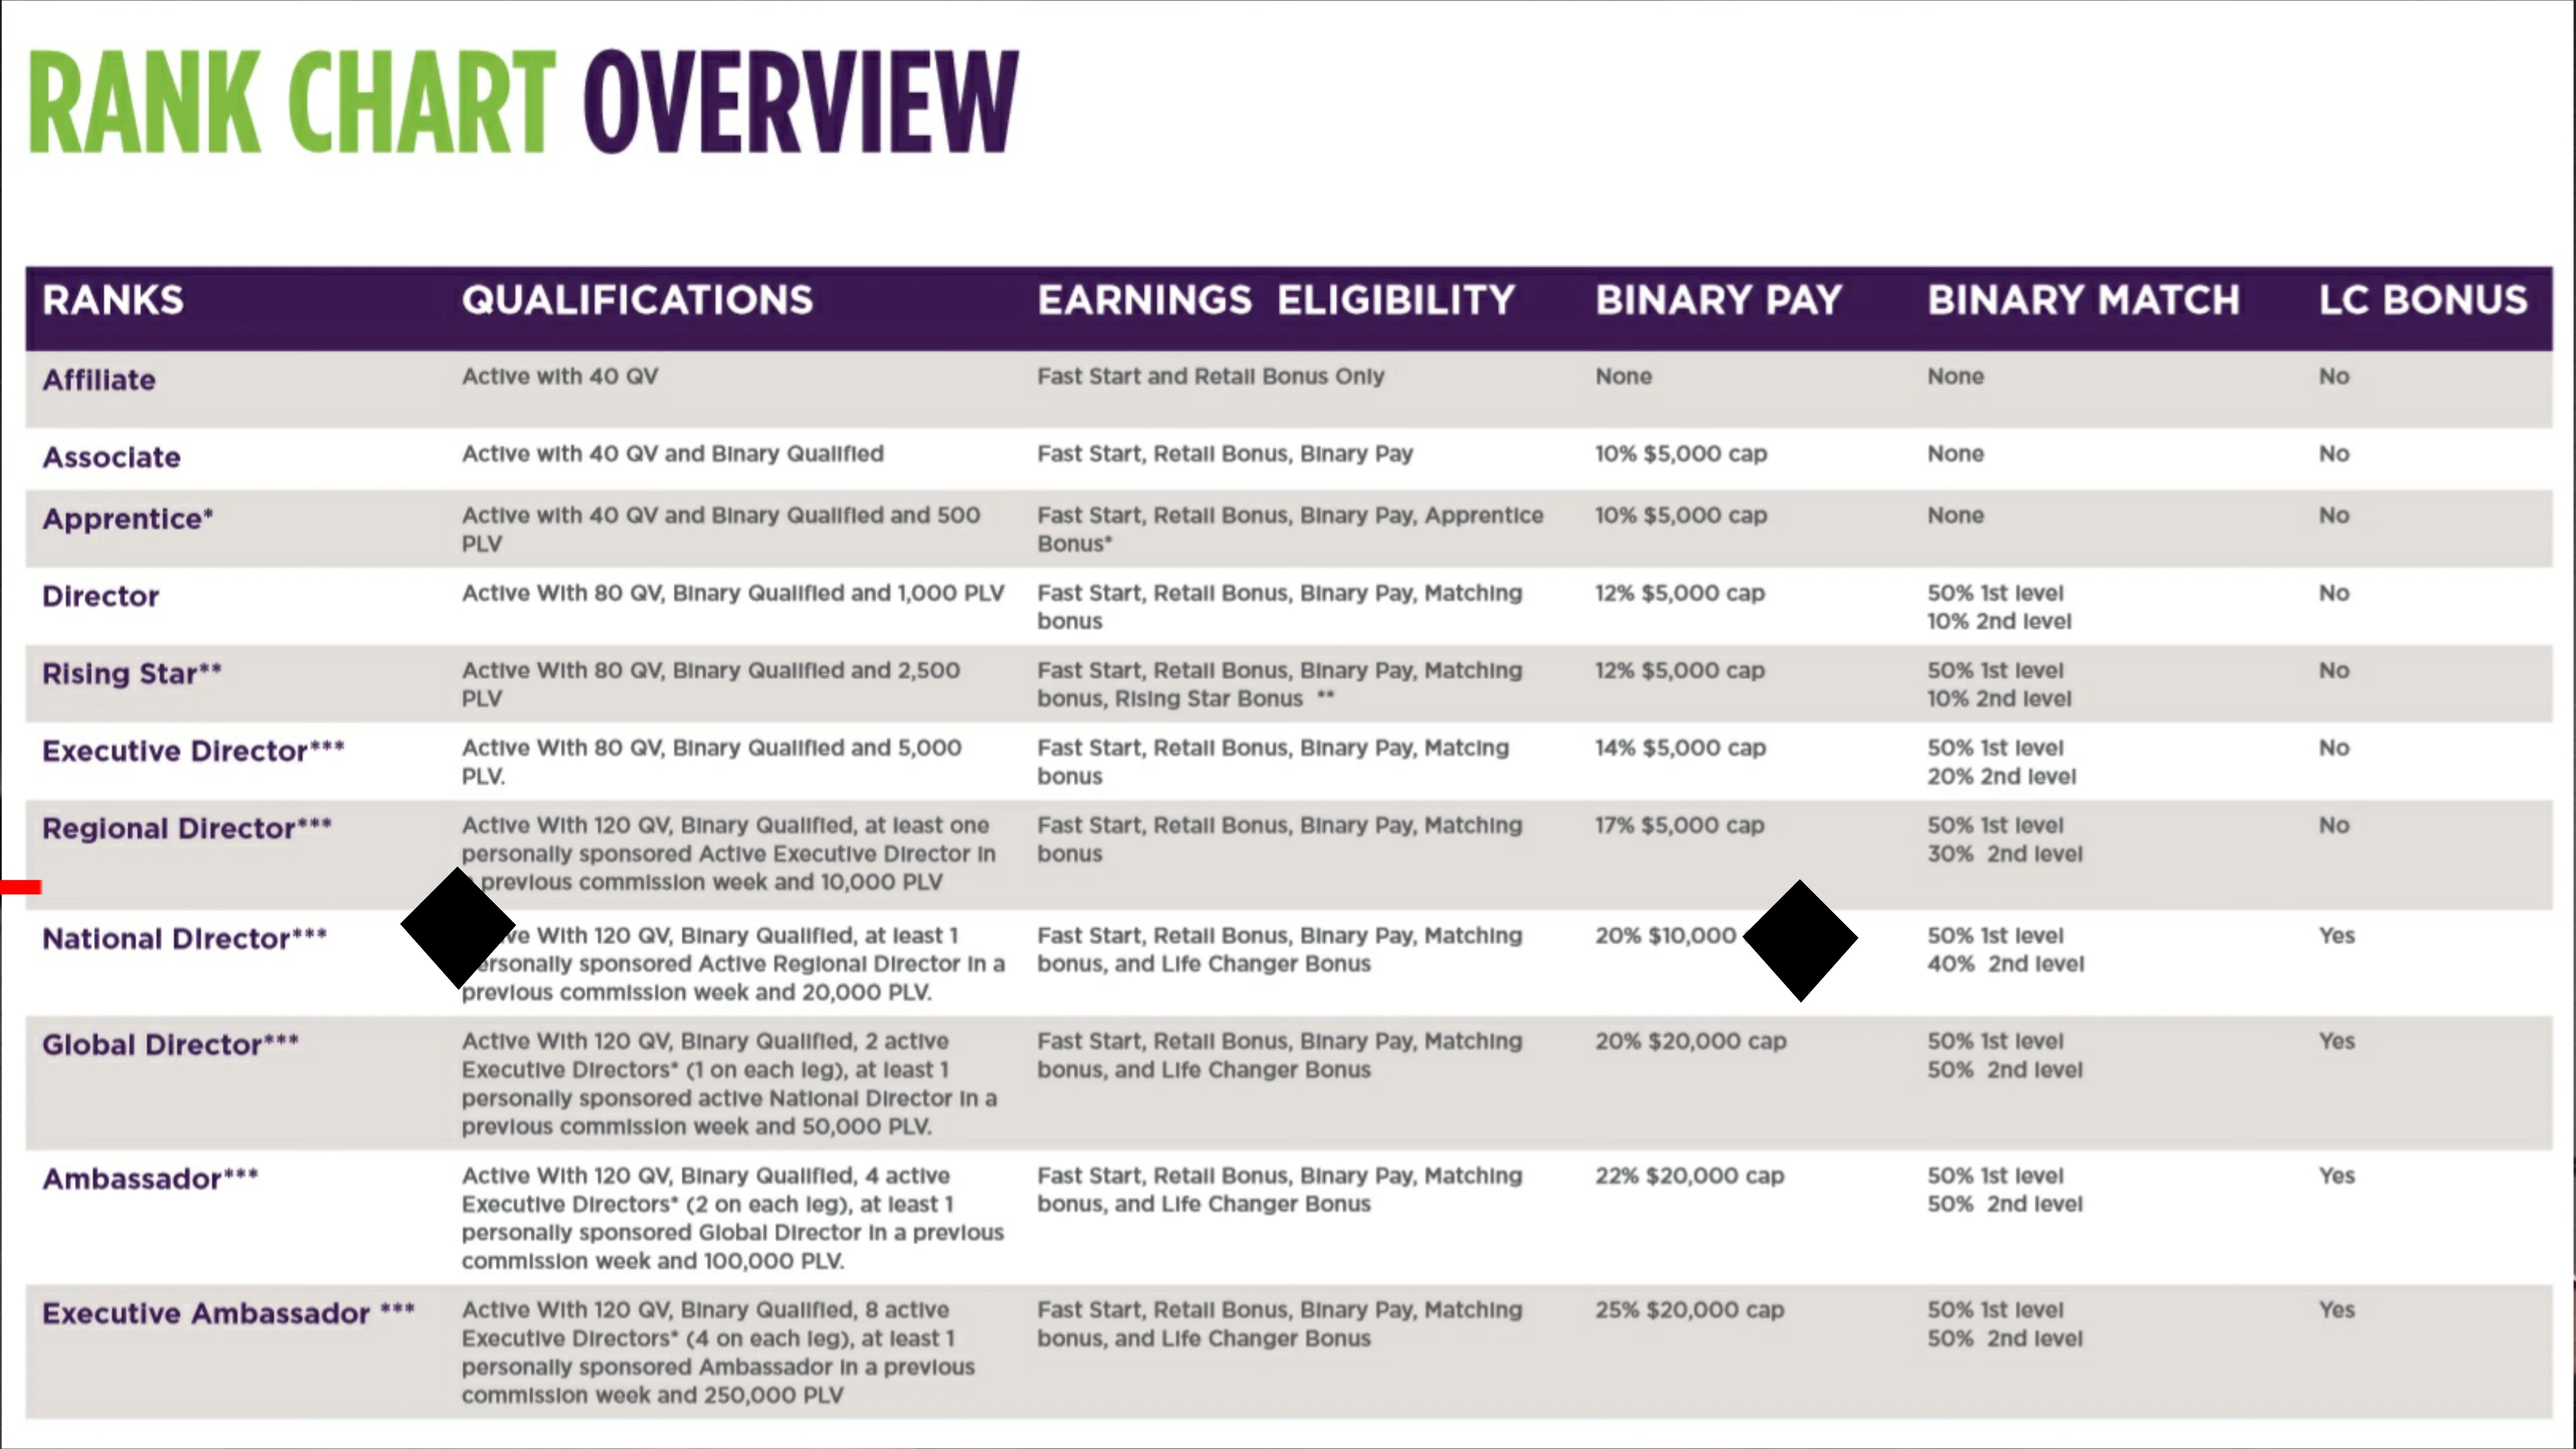 RANK CHART OVERVIEW
RANKS QUALIFICATIONS EARNINGS ELIGIBILITY BINARY PAY BINARY MATCH LC BONUS
Affiliate Active with 40 QV Fast Start and Retail Bonus Only None None No
Associate Active with 40 QV and Binary Qualified Fast Start, Retail Bonus, Binary Pay 10% $5,000 cap None No
Apprentice* Active with 40 QV and Binary Qualified and 500 Fast Start, Retail Bonus, Binary Pay, Apprentice 10% $5,000 cap None No
PLV Bonus*
Director Active With 80 QV, Binary Qualified and 1,000 PLV Fast Start, Retail Bonus, Binary Pay, Matching 12% $5,000 cap 50% 1st level No
bonus 10% 2nd level
Rising Star** Active With 80 QV, Binary Qualified and 2,500 Fast Start, Retail Bonus, Binary Pay, Matching 12% $5,000 cap 50% 1st level No
PLV bonus, Rising Star Bonus ** 10% 2nd level
Executive Director*** Active With 80 QV, Binary Qualified and 5,000 Fast Start, Retail Bonus, Binary Pay, Matcing 14% $5,000 cap 50% 1st level No
PLV. bonus 20% 2nd level
Regional Director*** Active With 120 QV, Binary Qualified, at least one Fast Start, Retail Bonus, Binary Pay, Matching 17% $5,000 cap 50% 1st level No
personally sponsored Active Executive Director in bonus 30% 2nd level
previous commission week and 10,000 PLV
National Director*** With 120 QV, Binary Qualified, at least 1 Fast Start, Retail Bonus, Binary Pay, Matching 20% $10,000 50% 1st level Yes
sponsored Active Regional Director in a bonus, and Life Changer Bonus 40% 2nd level
previous commission week and 20,000 PLV.
Global Director*** Active With 120 QV, Binary Qualified, 2 active Fast Start, Retail Bonus, Binary Pay, Matching 20% $20,000 cap 50% 1st level Yes
Executive Directors* (1 on each leg), at least 1 bonus, and Life Changer Bonus 50% 2nd level
personally sponsored active National Director in a
previous commission week and 50,000 PLV.
Ambassador*** Active With 120 QV, Binary Qualified, 4 active Fast Start, Retail Bonus, Binary Pay, Matching 22% $20,000 cap 50% 1st level Yes
Executive Directors* (2 on each leg), at least 1 bonus, and Life Changer Bonus 50% 2nd level
personally sponsored Global Director in a previous
commission week and 100,000 PLV.
Executive Ambassador *** Active With 120 QV, Binary Qualified, 8 active Fast Start, Retail Bonus, Binary Pay, Matching 25% $20,000 cap 50% 1st level Yes
Executive Directors* (4 on each leg), at least 1 bonus, and Life Changer Bonus 50% 2nd level
personally sponsored Ambassador in a previous
commission week and 250,000 PLV